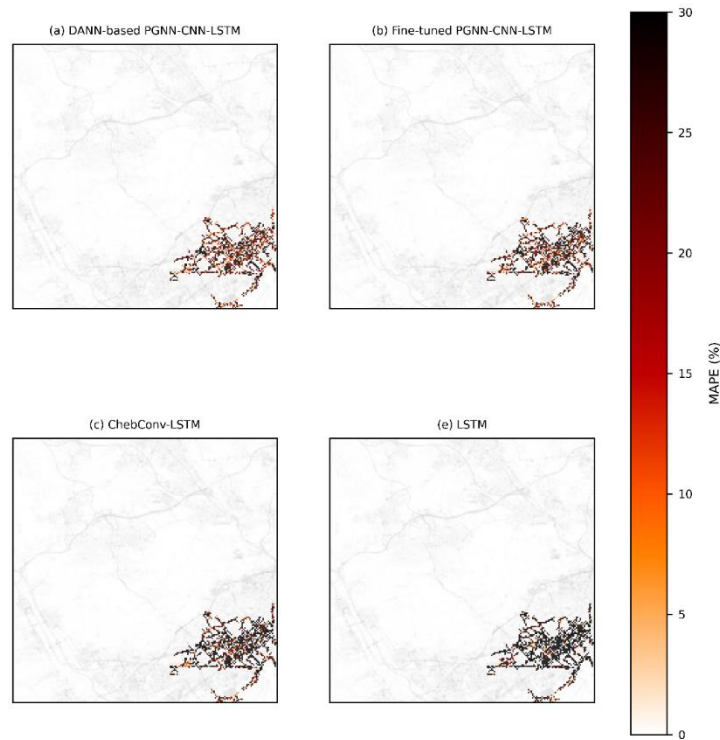 (a) DANN-based PGNN-CNN-LSTM
(b) Fine-tuned PGNN-CNN-LSTM
(c) ChebConv-LSTM
(e) LSTM
30
25
20
15
10
5
0
MAPE (%)